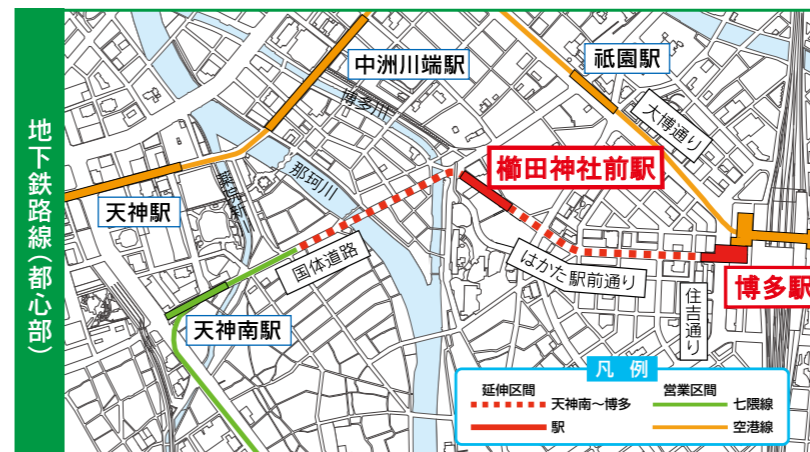 地下鉄路線(都心部)
中洲川端駅
祇園駅
博多川
大博通り
櫛田神社前駅
那珂川
天神駅
国体道路
はかた駅前通り
博多駅
住吉通り
天神南駅
凡 例
延伸区間
営業区間
天神南〜博多
七隈線
駅
空港線